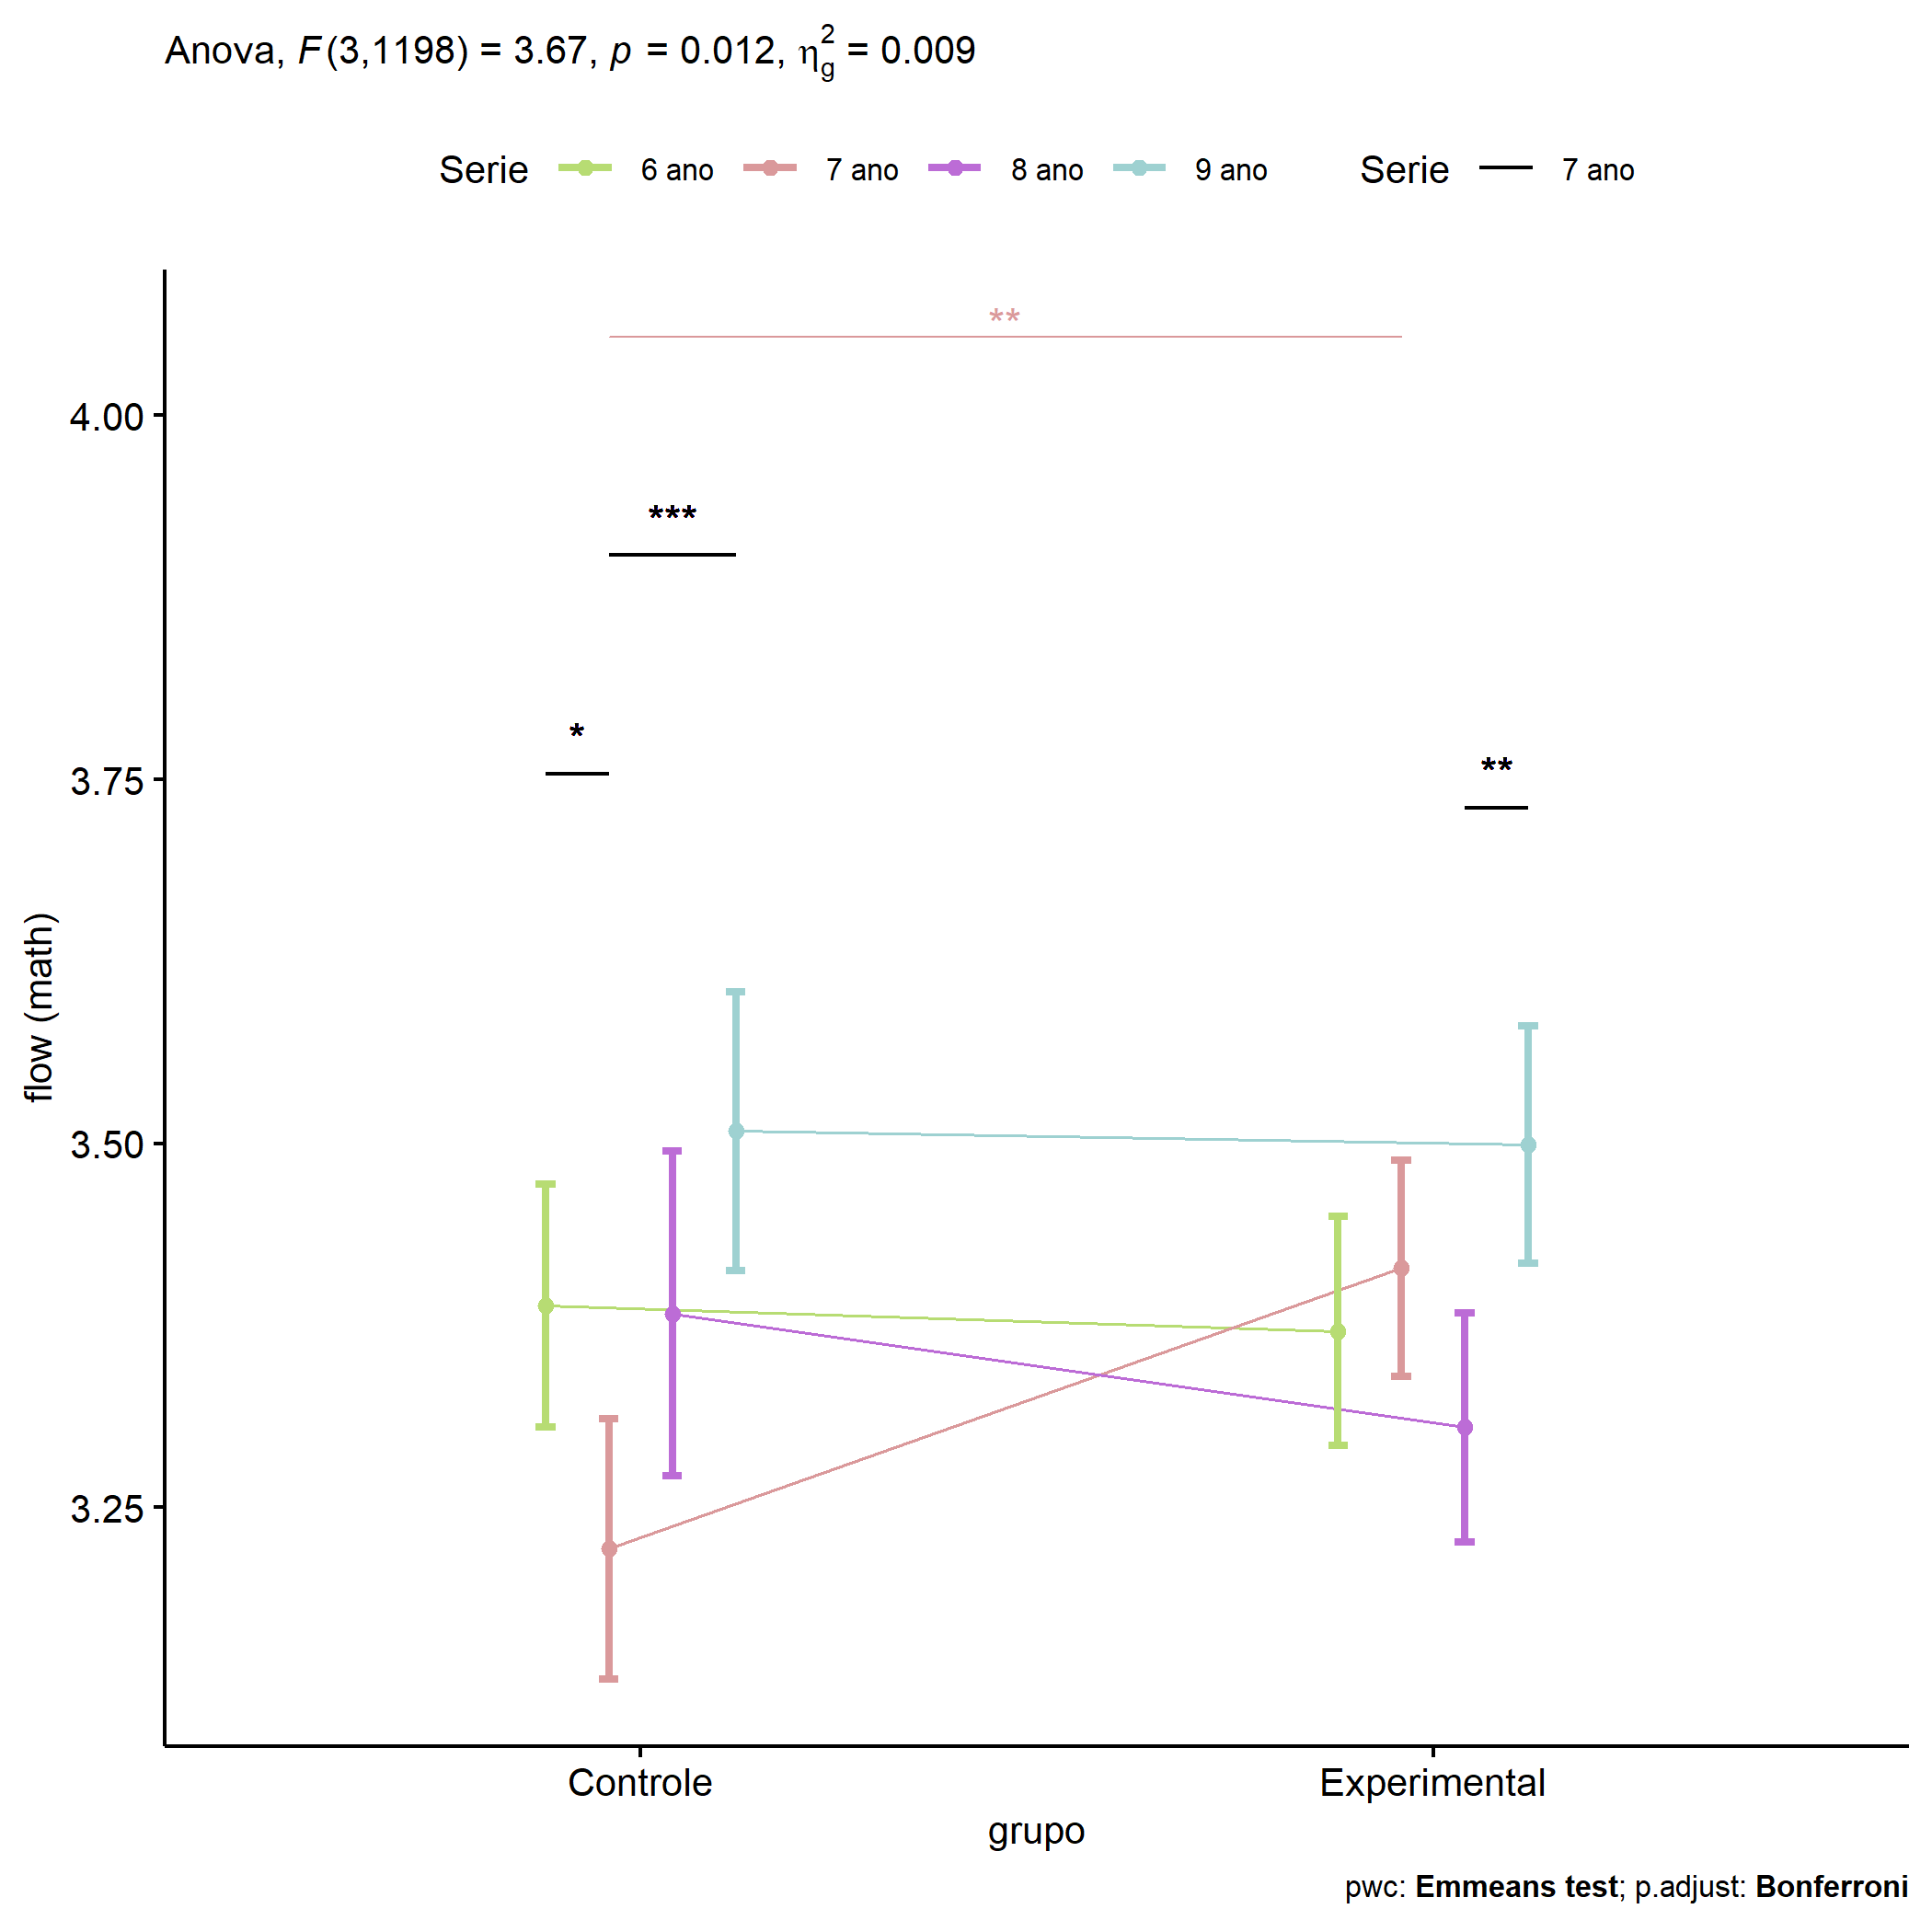 Anova, F(3,1198) = 3.67, p = 0.012, η²g = 0.009
Serie 6 ano 7 ano 8 ano 9 ano Serie 7 ano
**
4.00
***
*
3.75
**
flow (math)
3.50
3.25
Controle Experimental
grupo
pwc: Emmeans test; p.adjust: Bonferroni